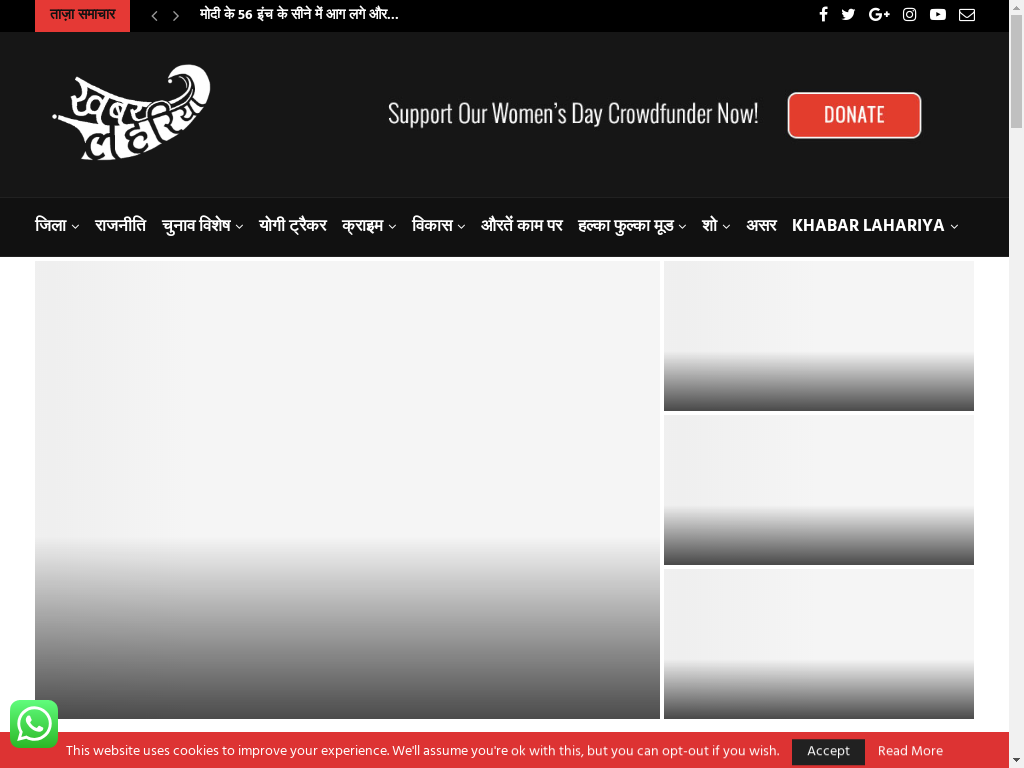 ताज़ा समाचार
मोदी के 56 इंच के सीने में आग लगे और...
खबर
लहरिया
Support Our Women's Day Crowdfunder Now!
DONATE
जिला राजनीति चुनाव विशेष योगी ट्रैकर क्राइम विकास औरतें काम पर हल्का फुल्का मूड शो असर KHABAR LAHARIYA
This website uses cookies to improve your experience. We'll assume you're ok with this, but you can opt-out if you wish. Accept Read More